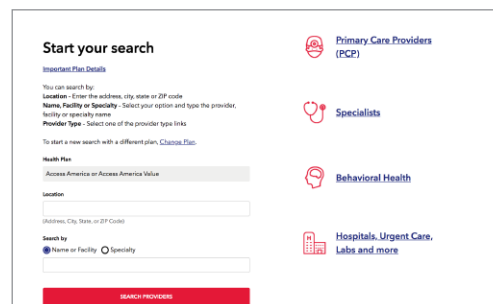 Start your search
Important Plan Details
You can search by:
Location - Enter the address, city, state or ZIP code
Name, Facility or Specialty - Select your option and type the provider,
facility or specialty name
Provider Type - Select one of the provider type links
To start a new search with a different plan, Change Plan.
Health Plan
Access America or Access America Value
Location
(Address, City, State, or ZIP Code)
Search by
Name or Facility Specialty
SEARCH PROVIDERS
Primary Care Providers
(PCP)
Specialists
Behavioral Health
Hospitals, Urgent Care,
Labs and more